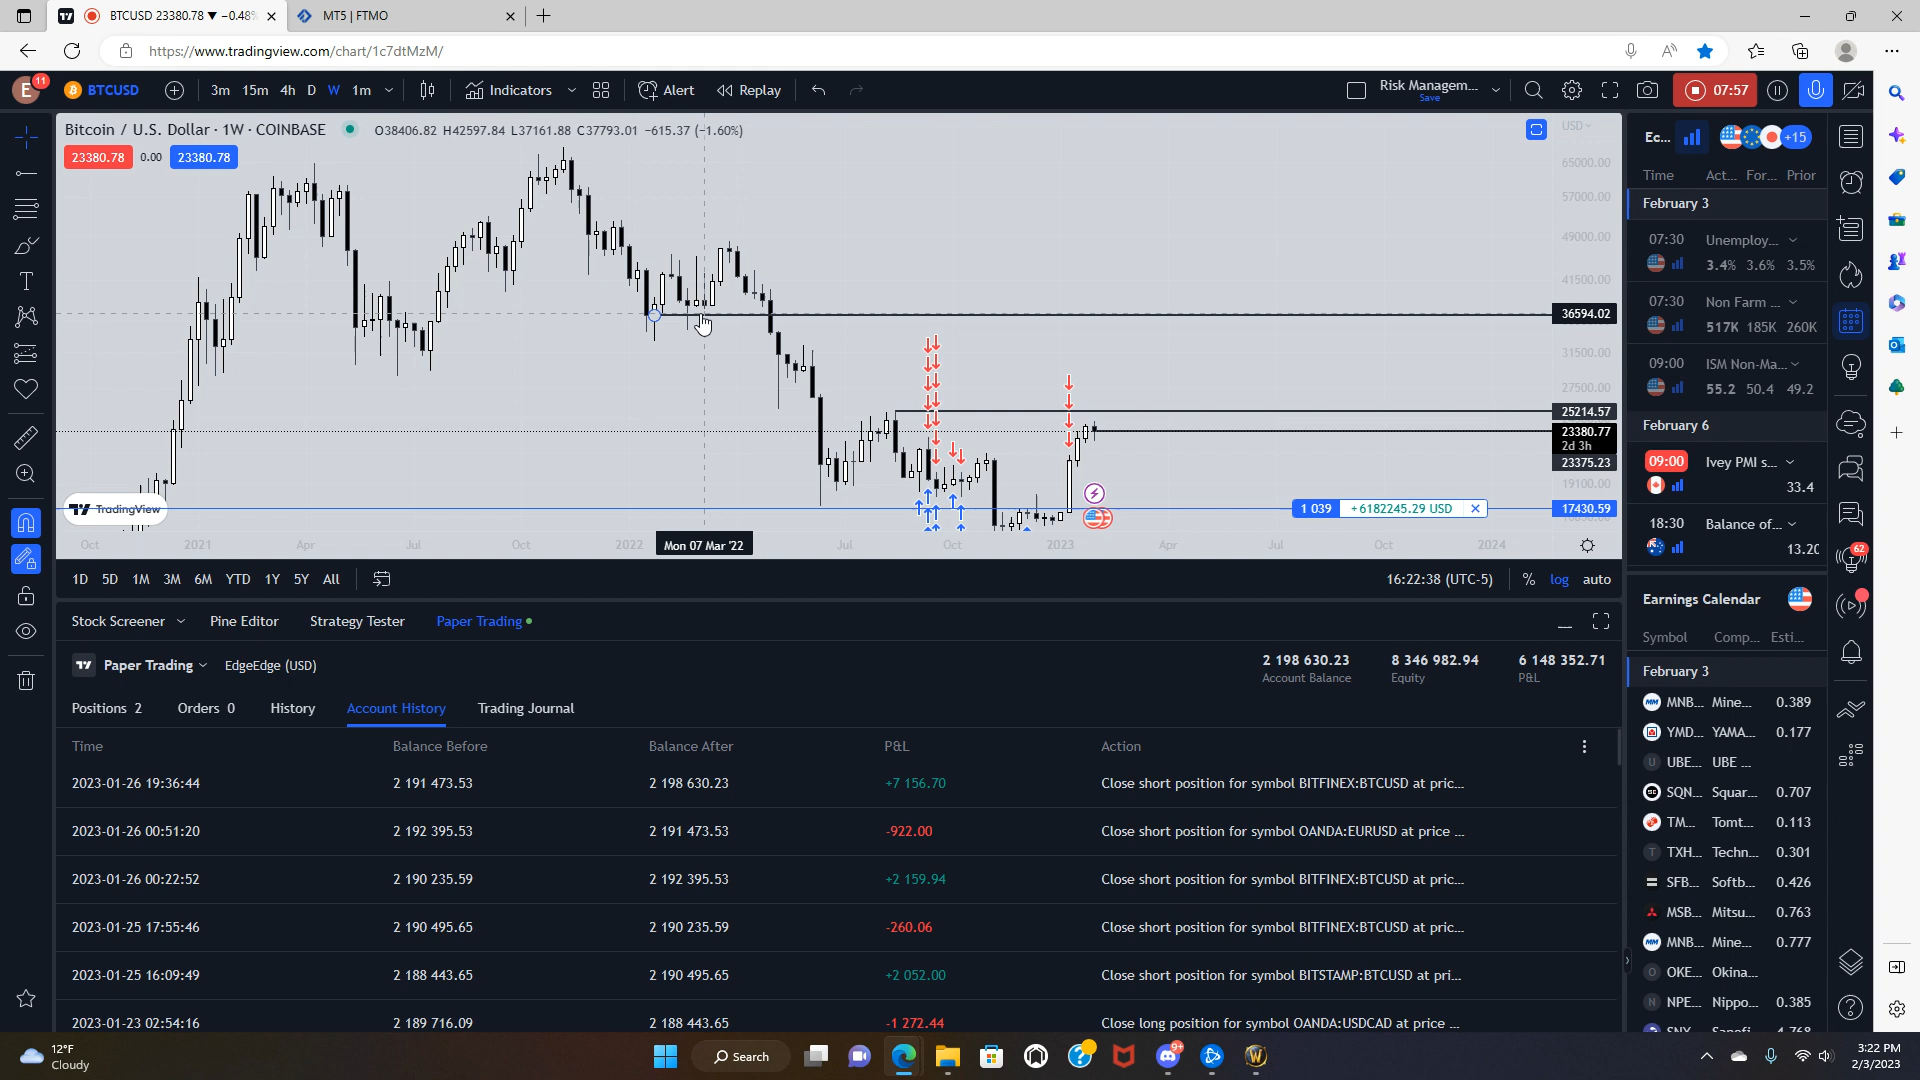 BTCUSD 23380.78 ▼ −0.48%
MT5 | FTMO
https://www.tradingview.com/chart/1c7dtMzM/
E 11 BTCUSD 3m 15m 4h D W 1m Indicators Alert Replay Risk Managem... Save 07:57
Bitcoin / U.S. Dollar · 1W · COINBASE O38406.82 H42597.84 L37161.88 C37793.01 −615.37 (−1.60%)
23380.78 0.00 23380.78
USD
65000.00
57000.00
49000.00
41500.00
36594.02
31500.00
27500.00
25214.57
23380.77
2d 3h
23375.23
19100.00
1 039 +6182245.29 USD 17430.59
TradingView
Oct 2021 Apr Jul Oct 2022 Mon 07 Mar '22 Jul Oct 2023 Apr Jul Oct 2024
1D 5D 1M 3M 6M YTD 1Y 5Y All 16:22:38 (UTC-5) % log auto
Stock Screener Pine Editor Strategy Tester Paper Trading
Paper Trading EdgeEdge (USD)
2 198 630.23 8 346 982.94 6 148 352.71
Account Balance Equity P&L
Positions 2 Orders 0 History Account History Trading Journal
Time Balance Before Balance After P&L Action
2023-01-26 19:36:44 2 191 473.53 2 198 630.23 +7 156.70 Close short position for symbol BITFINEX:BTCUSD at pric...
2023-01-26 00:51:20 2 192 395.53 2 191 473.53 -922.00 Close short position for symbol OANDA:EURUSD at price ...
2023-01-26 00:22:52 2 190 235.59 2 192 395.53 +2 159.94 Close short position for symbol BITFINEX:BTCUSD at pric...
2023-01-25 17:55:46 2 190 495.65 2 190 235.59 -260.06 Close short position for symbol BITFINEX:BTCUSD at pric...
2023-01-25 16:09:49 2 188 443.65 2 190 495.65 +2 052.00 Close short position for symbol BITSTAMP:BTCUSD at pri...
2023-01-23 02:54:16 2 189 716.09 2 188 443.65 -1 272.44 Close long position for symbol OANDA:USDCAD at price ...
Ec... +15
Time Act... For... Prior
February 3
07:30 Unemploy...
3.4% 3.6% 3.5%
07:30 Non Farm ...
517K 185K 260K
09:00 ISM Non-Ma...
55.2 50.4 49.2
February 6
09:00 Ivey PMI s...
33.4
18:30 Balance of...
13.20
62
Earnings Calendar
Symbol Comp... Esti...
February 3
MNB... Mine... 0.389
YMD... YAMA... 0.177
UBE... UBE ...
SQN... Squar... 0.707
TM... Tomt... 0.113
TXH... Techn... 0.301
SFB... Softb... 0.426
MSB... Mitsu... 0.763
MNB... Mine... 0.777
OKE... Okina...
NPE... Nippo... 0.385
12°F
Cloudy
Search
9+
3:22 PM
2/3/2023